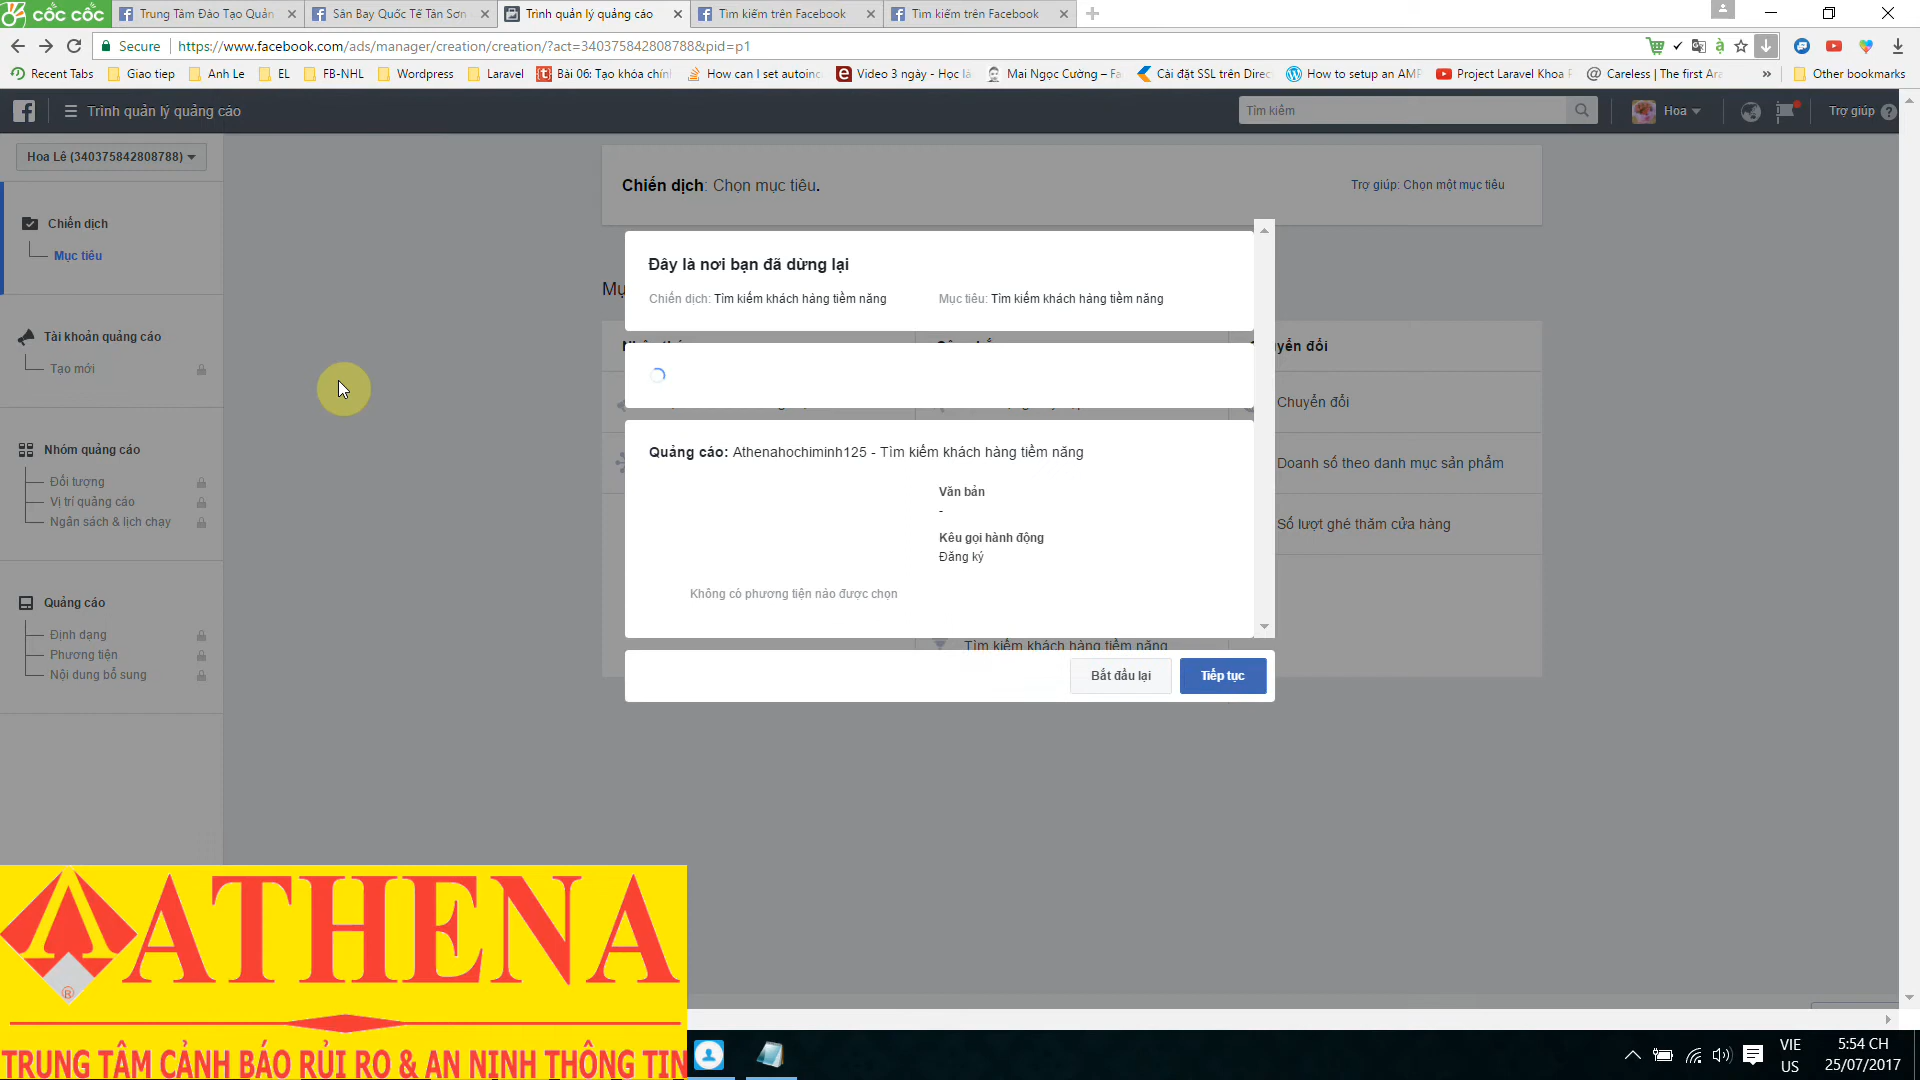 cốc cốc
Trung Tâm Đào Tạo Quản
Sân Bay Quốc Tế Tân Sơn
Trình quản lý quảng cáo
Tìm kiếm trên Facebook
Tìm kiếm trên Facebook
Secure
https://www.facebook.com/ads/manager/creation/creation/?act=340375842808788&pid=p1
Recent Tabs
Giao tiep
Anh Le
EL
FB-NHL
Wordpress
Laravel
Bài 06: Tạo khóa chính
How can I set autoinc
Video 3 ngày - Học là
Mai Ngọc Cường – Fa
Cài đặt SSL trên Direc
How to setup an AMP
Project Laravel Khoa P
Careless | The first Ara
Other bookmarks
Trình quản lý quảng cáo
Tìm kiếm
Hoa
Trợ giúp
Hoa Lê (340375842808788)
Chiến dịch: Chọn mục tiêu.
Trợ giúp: Chọn một mục tiêu
Chiến dịch
Mục tiêu
Tài khoản quảng cáo
Tạo mới
Nhóm quảng cáo
Đối tượng
Vị trí quảng cáo
Ngân sách & lịch chạy
Quảng cáo
Định dạng
Phương tiện
Nội dung bổ sung
Đây là nơi bạn đã dừng lại
Chiến dịch: Tìm kiếm khách hàng tiềm năng
Mục tiêu: Tìm kiếm khách hàng tiềm năng
Chuyển đổi
Doanh số theo danh mục sản phẩm
Số lượt ghé thăm cửa hàng
Quảng cáo: Athenahochiminh125 - Tìm kiếm khách hàng tiềm năng
Văn bản
-
Kêu gọi hành động
Đăng ký
Không có phương tiện nào được chọn
Tìm kiếm khách hàng tiềm năng
Bắt đầu lại
Tiếp tục
ATHENA
®
TRUNG TÂM CẢNH BÁO RỦI RO & AN NINH THÔNG TIN
VIE
US
5:54 CH
25/07/2017